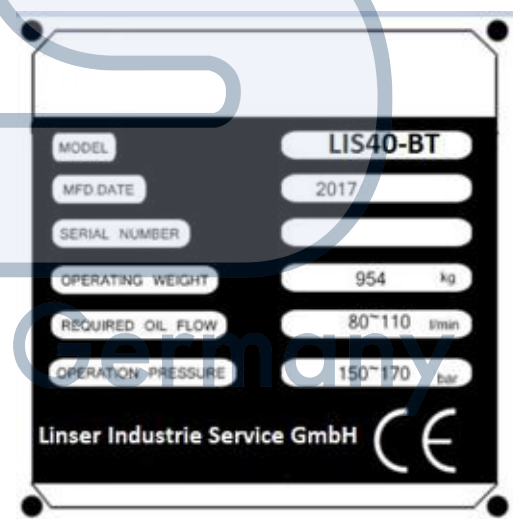 MODEL LIS40-BT
MFD.DATE 2017
SERIAL NUMBER
OPERATING WEIGHT 954 kg
REQUIRED OIL FLOW 80~110 l/min
OPERATION PRESSURE 150~170 bar
Germany
Linser Industrie Service GmbH CE